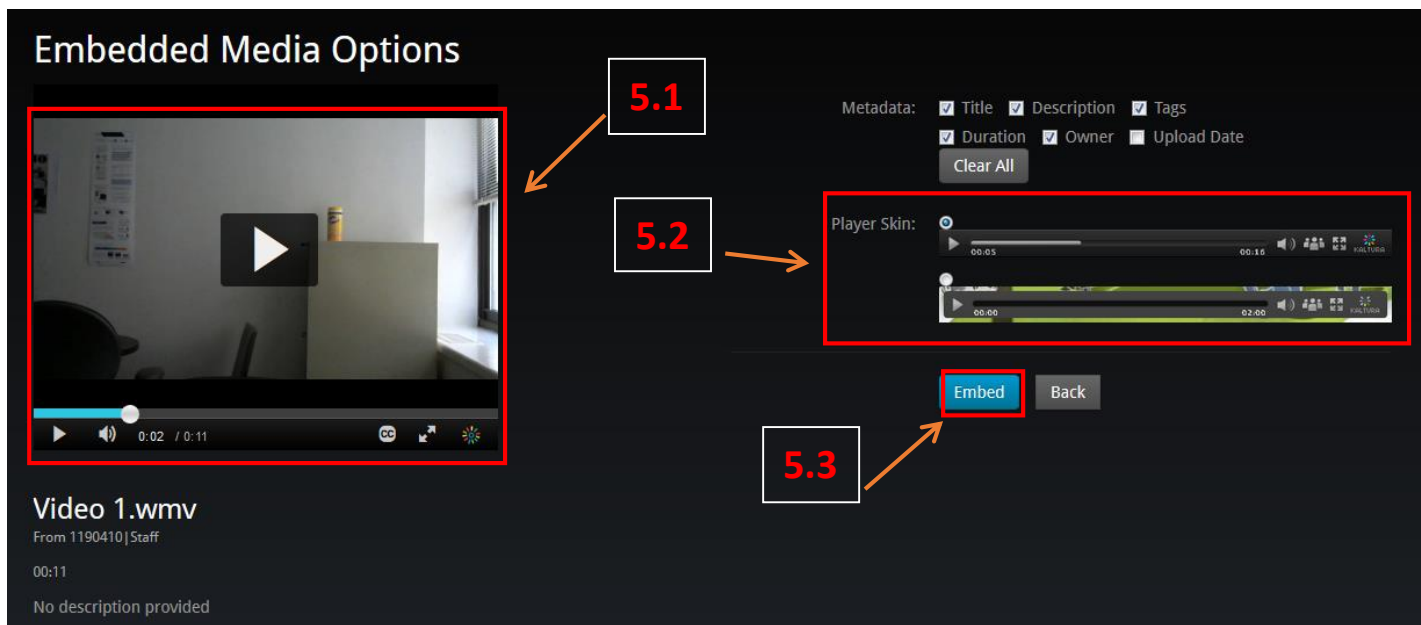 Embedded Media Options
5.1
Metadata: Title Description Tags
Duration Owner Upload Date
Clear All
5.2
Player Skin:
00:05 00:16 KALTURA
00:00 02:00 KALTURA
Embed Back
0:02 / 0:11 CC
5.3
Video 1.wmv
From 1190410|Staff
00:11
No description provided